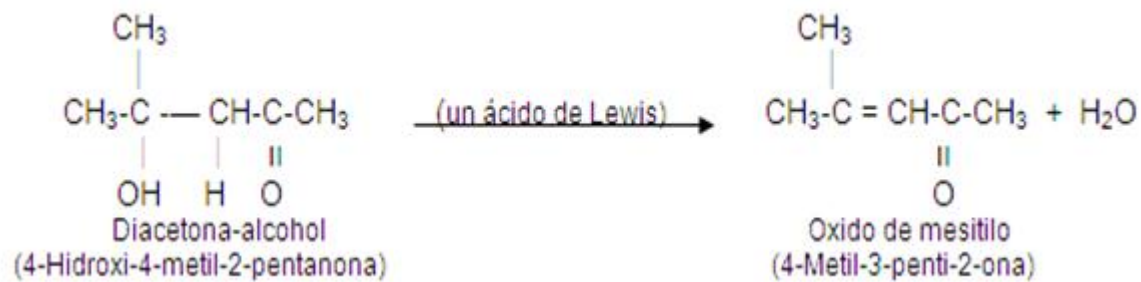 CH₃ CH₃
CH₃-C -— CH-C-CH₃ (un ácido de Lewis) CH₃-C = CH-C-CH₃ + H₂O
OH H O O
Diacetona-alcohol Oxido de mesitilo
(4-Hidroxi-4-metil-2-pentanona) (4-Metil-3-penti-2-ona)